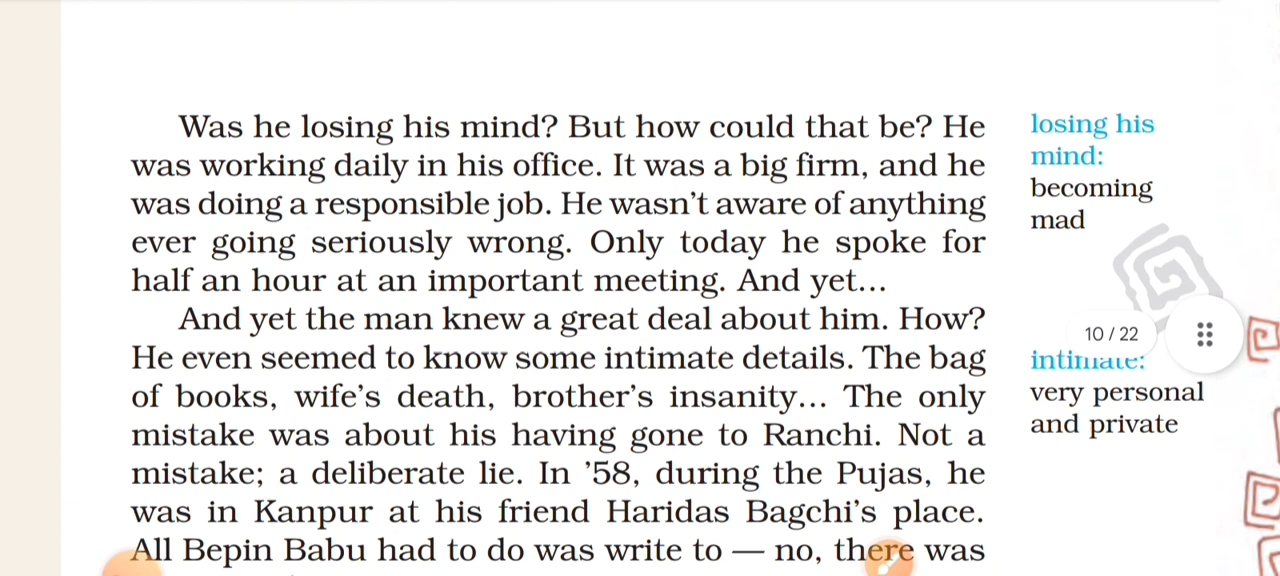 Was he losing his mind? But how could that be? He
was working daily in his office. It was a big firm, and he
was doing a responsible job. He wasn't aware of anything
ever going seriously wrong. Only today he spoke for
half an hour at an important meeting. And yet...
And yet the man knew a great deal about him. How?
He even seemed to know some intimate details. The bag
of books, wife's death, brother's insanity... The only
mistake was about his having gone to Ranchi. Not a
mistake; a deliberate lie. In '58, during the Pujas, he
was in Kanpur at his friend Haridas Bagchi's place.
All Bepin Babu had to do was write to — no, there was
losing his
mind:
becoming
mad
10 / 22
intimate:
very personal
and private